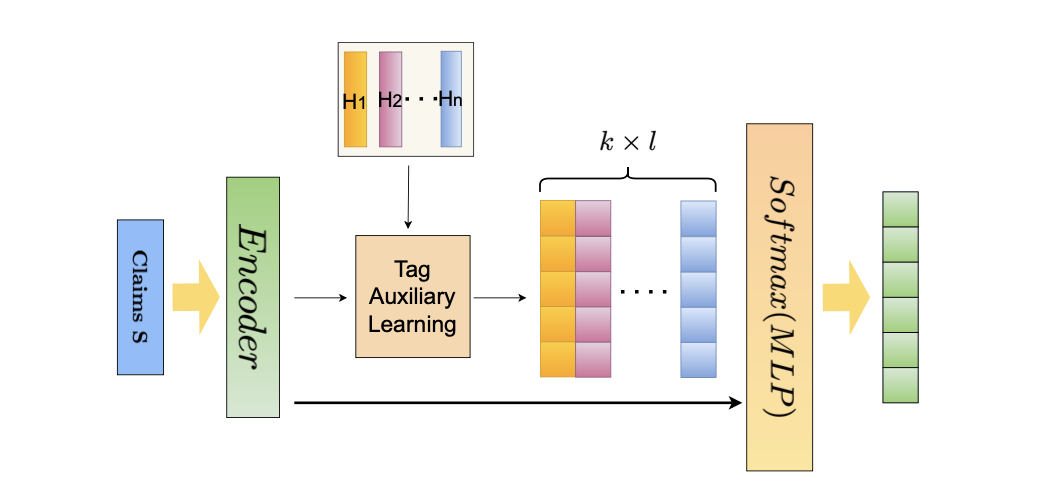 H1 H2 ··· Hn
k × l
Claims S
Encoder
Tag
Auxiliary
Learning
····
Softmax(MLP)